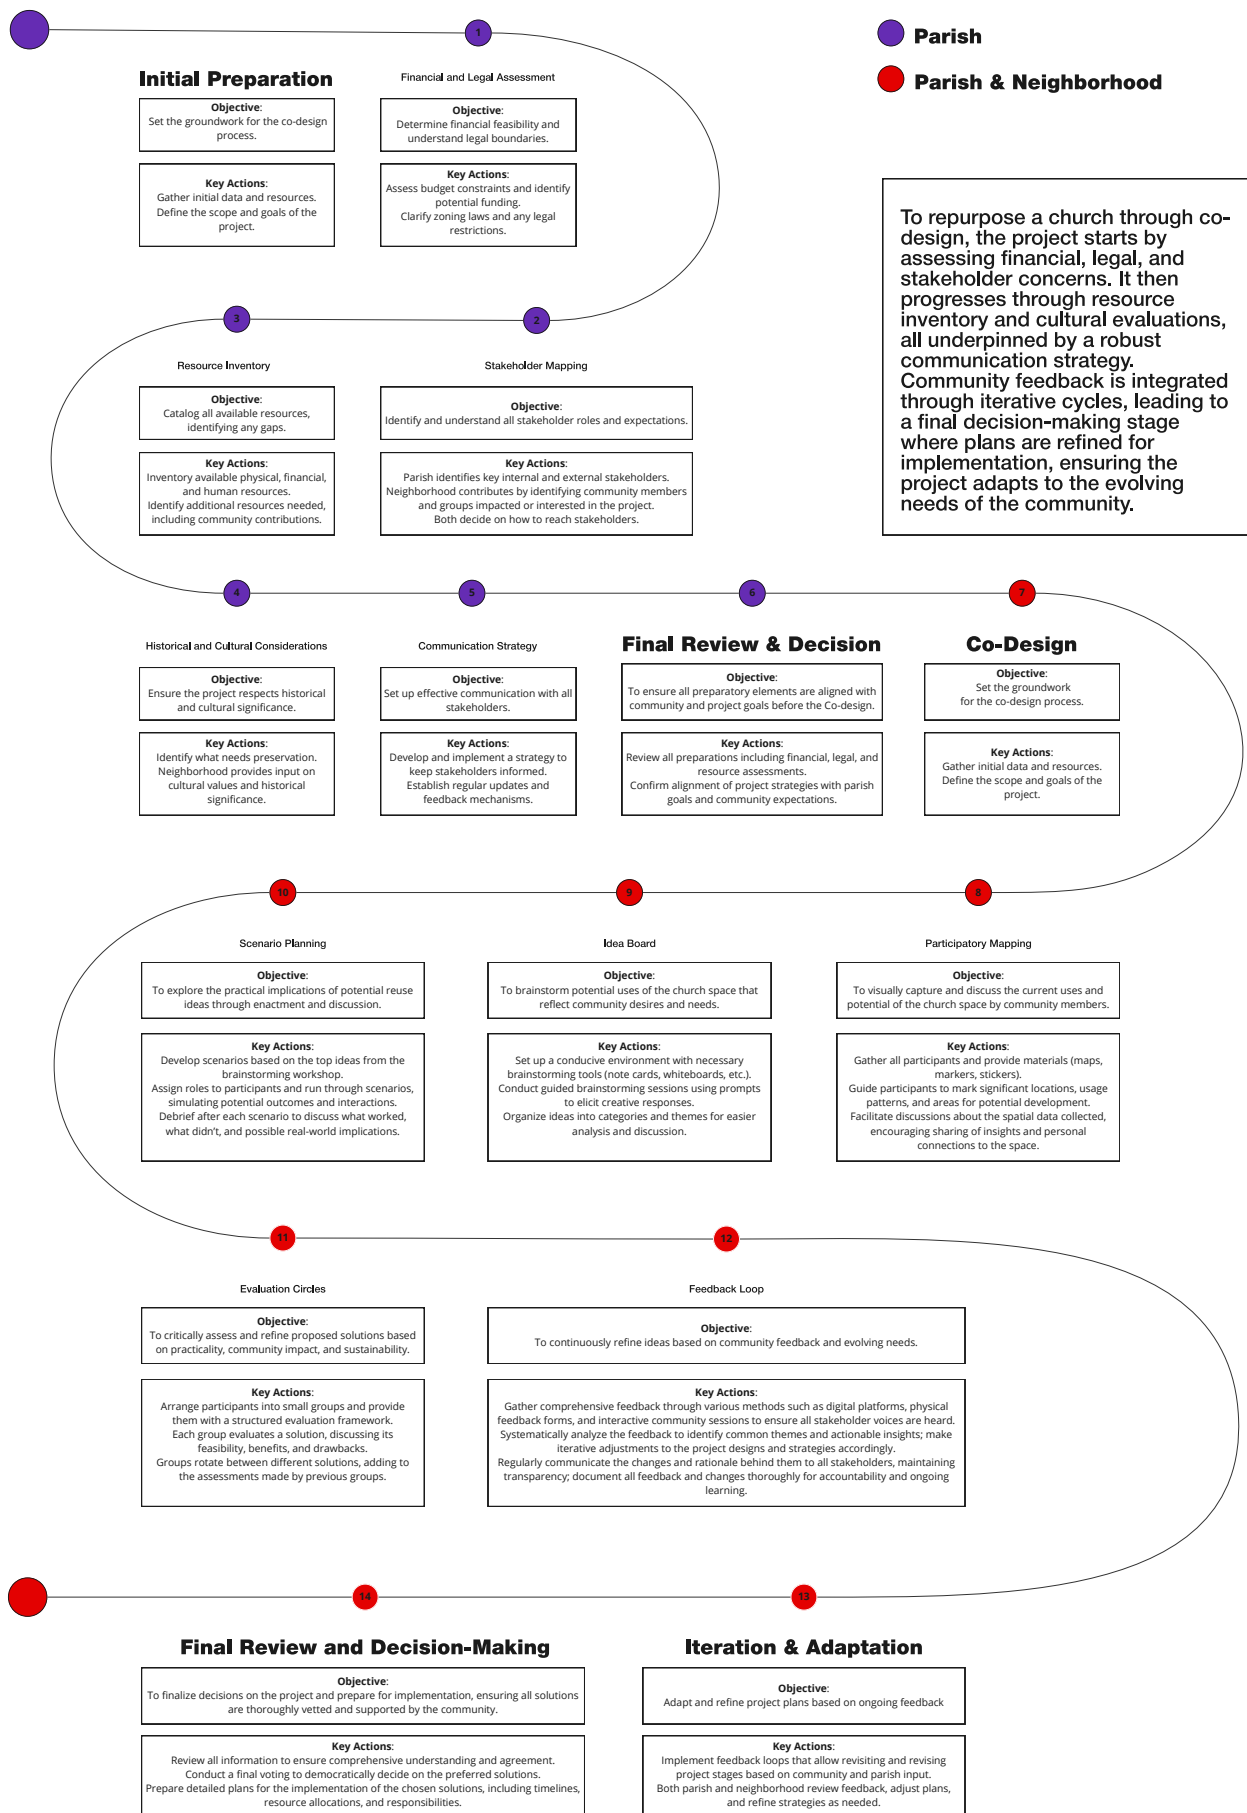 Parish
Parish & Neighborhood
To repurpose a church through co-
design, the project starts by
assessing financial, legal, and
stakeholder concerns. It then
progresses through resource
inventory and cultural evaluations,
all underpinned by a robust
communication strategy.
Community feedback is integrated
through iterative cycles, leading to
a final decision-making stage
where plans are refined for
implementation, ensuring the
project adapts to the evolving
needs of the community.
Initial Preparation
Objective:
Set the groundwork for the co-design
process.
Key Actions:
Gather initial data and resources.
Define the scope and goals of the
project.
1
Financial and Legal Assessment
Objective:
Determine financial feasibility and
understand legal boundaries.
Key Actions:
Assess budget constraints and identify
potential funding.
Clarify zoning laws and any legal
restrictions.
2
Stakeholder Mapping
Objective:
Identify and understand all stakeholder roles and expectations.
Key Actions:
Parish identifies key internal and external stakeholders.
Neighborhood contributes by identifying community members
and groups impacted or interested in the project.
Both decide on how to reach stakeholders.
3
Resource Inventory
Objective:
Catalog all available resources,
identifying any gaps.
Key Actions:
Inventory available physical, financial,
and human resources.
Identify additional resources needed,
including community contributions.
4
Historical and Cultural Considerations
Objective:
Ensure the project respects historical
and cultural significance.
Key Actions:
Identify what needs preservation.
Neighborhood provides input on
cultural values and historical
significance.
5
Communication Strategy
Objective:
Set up effective communication with all
stakeholders.
Key Actions:
Develop and implement a strategy to
keep stakeholders informed.
Establish regular updates and
feedback mechanisms.
6
Final Review & Decision
Objective:
To ensure all preparatory elements are aligned with
community and project goals before the Co-design.
Key Actions:
Review all preparations including financial, legal, and
resource assessments.
Confirm alignment of project strategies with parish
goals and community expectations.
7
Co-Design
Objective:
Set the groundwork
for the co-design process.
Key Actions:
Gather initial data and resources.
Define the scope and goals of the
project.
8
Participatory Mapping
Objective:
To visually capture and discuss the current uses and
potential of the church space by community members.
Key Actions:
Gather all participants and provide materials (maps,
markers, stickers).
Guide participants to mark significant locations, usage
patterns, and areas for potential development.
Facilitate discussions about the spatial data collected,
encouraging sharing of insights and personal
connections to the space.
9
Idea Board
Objective:
To brainstorm potential uses of the church space that
reflect community desires and needs.
Key Actions:
Set up a conducive environment with necessary
brainstorming tools (note cards, whiteboards, etc.).
Conduct guided brainstorming sessions using prompts
to elicit creative responses.
Organize ideas into categories and themes for easier
analysis and discussion.
10
Scenario Planning
Objective:
To explore the practical implications of potential reuse
ideas through enactment and discussion.
Key Actions:
Develop scenarios based on the top ideas from the
brainstorming workshop.
Assign roles to participants and run through scenarios,
simulating potential outcomes and interactions.
Debrief after each scenario to discuss what worked,
what didn't, and possible real-world implications.
11
Evaluation Circles
Objective:
To critically assess and refine proposed solutions based
on practicality, community impact, and sustainability.
Key Actions:
Arrange participants into small groups and provide
them with a structured evaluation framework.
Each group evaluates a solution, discussing its
feasibility, benefits, and drawbacks.
Groups rotate between different solutions, adding to
the assessments made by previous groups.
12
Feedback Loop
Objective:
To continuously refine ideas based on community feedback and evolving needs.
Key Actions:
Gather comprehensive feedback through various methods such as digital platforms, physical
feedback forms, and interactive community sessions to ensure all stakeholder voices are heard.
Systematically analyze the feedback to identify common themes and actionable insights; make
iterative adjustments to the project designs and strategies accordingly.
Regularly communicate the changes and rationale behind them to all stakeholders, maintaining
transparency; document all feedback and changes thoroughly for accountability and ongoing
learning.
13
Iteration & Adaptation
Objective:
Adapt and refine project plans based on ongoing feedback
Key Actions:
Implement feedback loops that allow revisiting and revising
project stages based on community and parish input.
Both parish and neighborhood review feedback, adjust plans,
and refine strategies as needed.
14
Final Review and Decision-Making
Objective:
To finalize decisions on the project and prepare for implementation, ensuring all solutions
are thoroughly vetted and supported by the community.
Key Actions:
Review all information to ensure comprehensive understanding and agreement.
Conduct a final voting to democratically decide on the preferred solutions.
Prepare detailed plans for the implementation of the chosen solutions, including timelines,
resource allocations, and responsibilities.